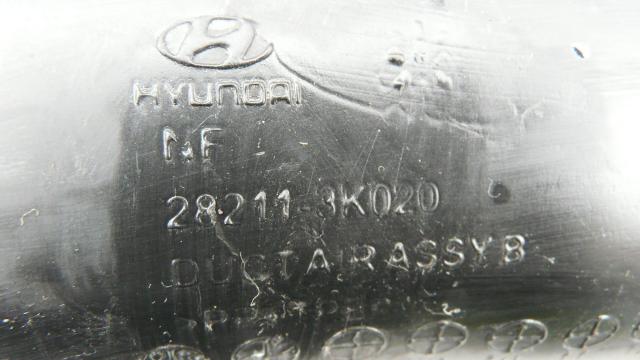 HYUNDAI
NF
28211-3K020
DUCT AIR ASSY B